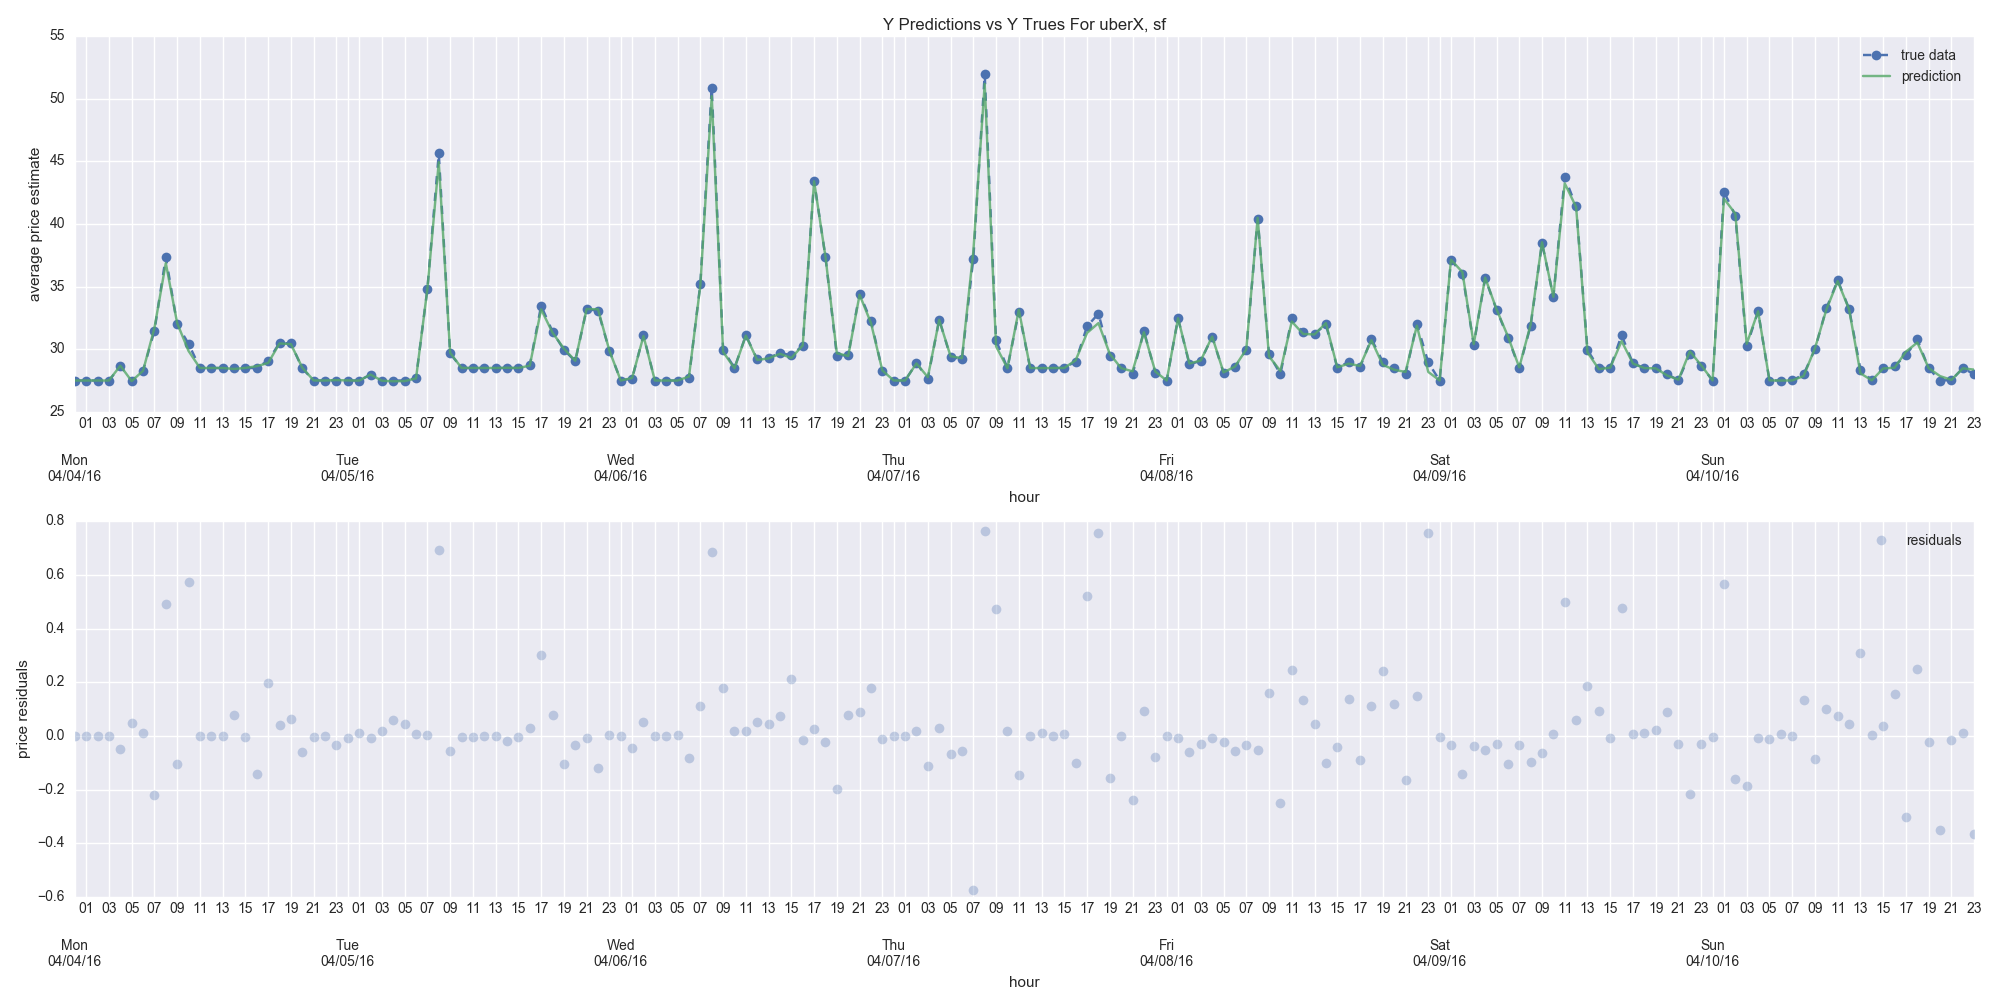 Y Predictions vs Y Trues For uberX, sf
55
50
45
40
35
30
25
average price estimate
true data
prediction
01 03 05 07 09 11 13 15 17 19 21 23 01 03 05 07 09 11 13 15 17 19 21 23 01 03 05 07 09 11 13 15 17 19 21 23 01 03 05 07 09 11 13 15 17 19 21 23 01 03 05 07 09 11 13 15 17 19 21 23 01 03 05 07 09 11 13 15 17 19 21 23 01 03 05 07 09 11 13 15 17 19 21 23
Mon Tue Wed Thu Fri Sat Sun
04/04/16 04/05/16 04/06/16 04/07/16 04/08/16 04/09/16 04/10/16
hour
0.8
0.6
0.4
0.2
0.0
−0.2
−0.4
−0.6
price residuals
residuals
01 03 05 07 09 11 13 15 17 19 21 23 01 03 05 07 09 11 13 15 17 19 21 23 01 03 05 07 09 11 13 15 17 19 21 23 01 03 05 07 09 11 13 15 17 19 21 23 01 03 05 07 09 11 13 15 17 19 21 23 01 03 05 07 09 11 13 15 17 19 21 23 01 03 05 07 09 11 13 15 17 19 21 23
Mon Tue Wed Thu Fri Sat Sun
04/04/16 04/05/16 04/06/16 04/07/16 04/08/16 04/09/16 04/10/16
hour